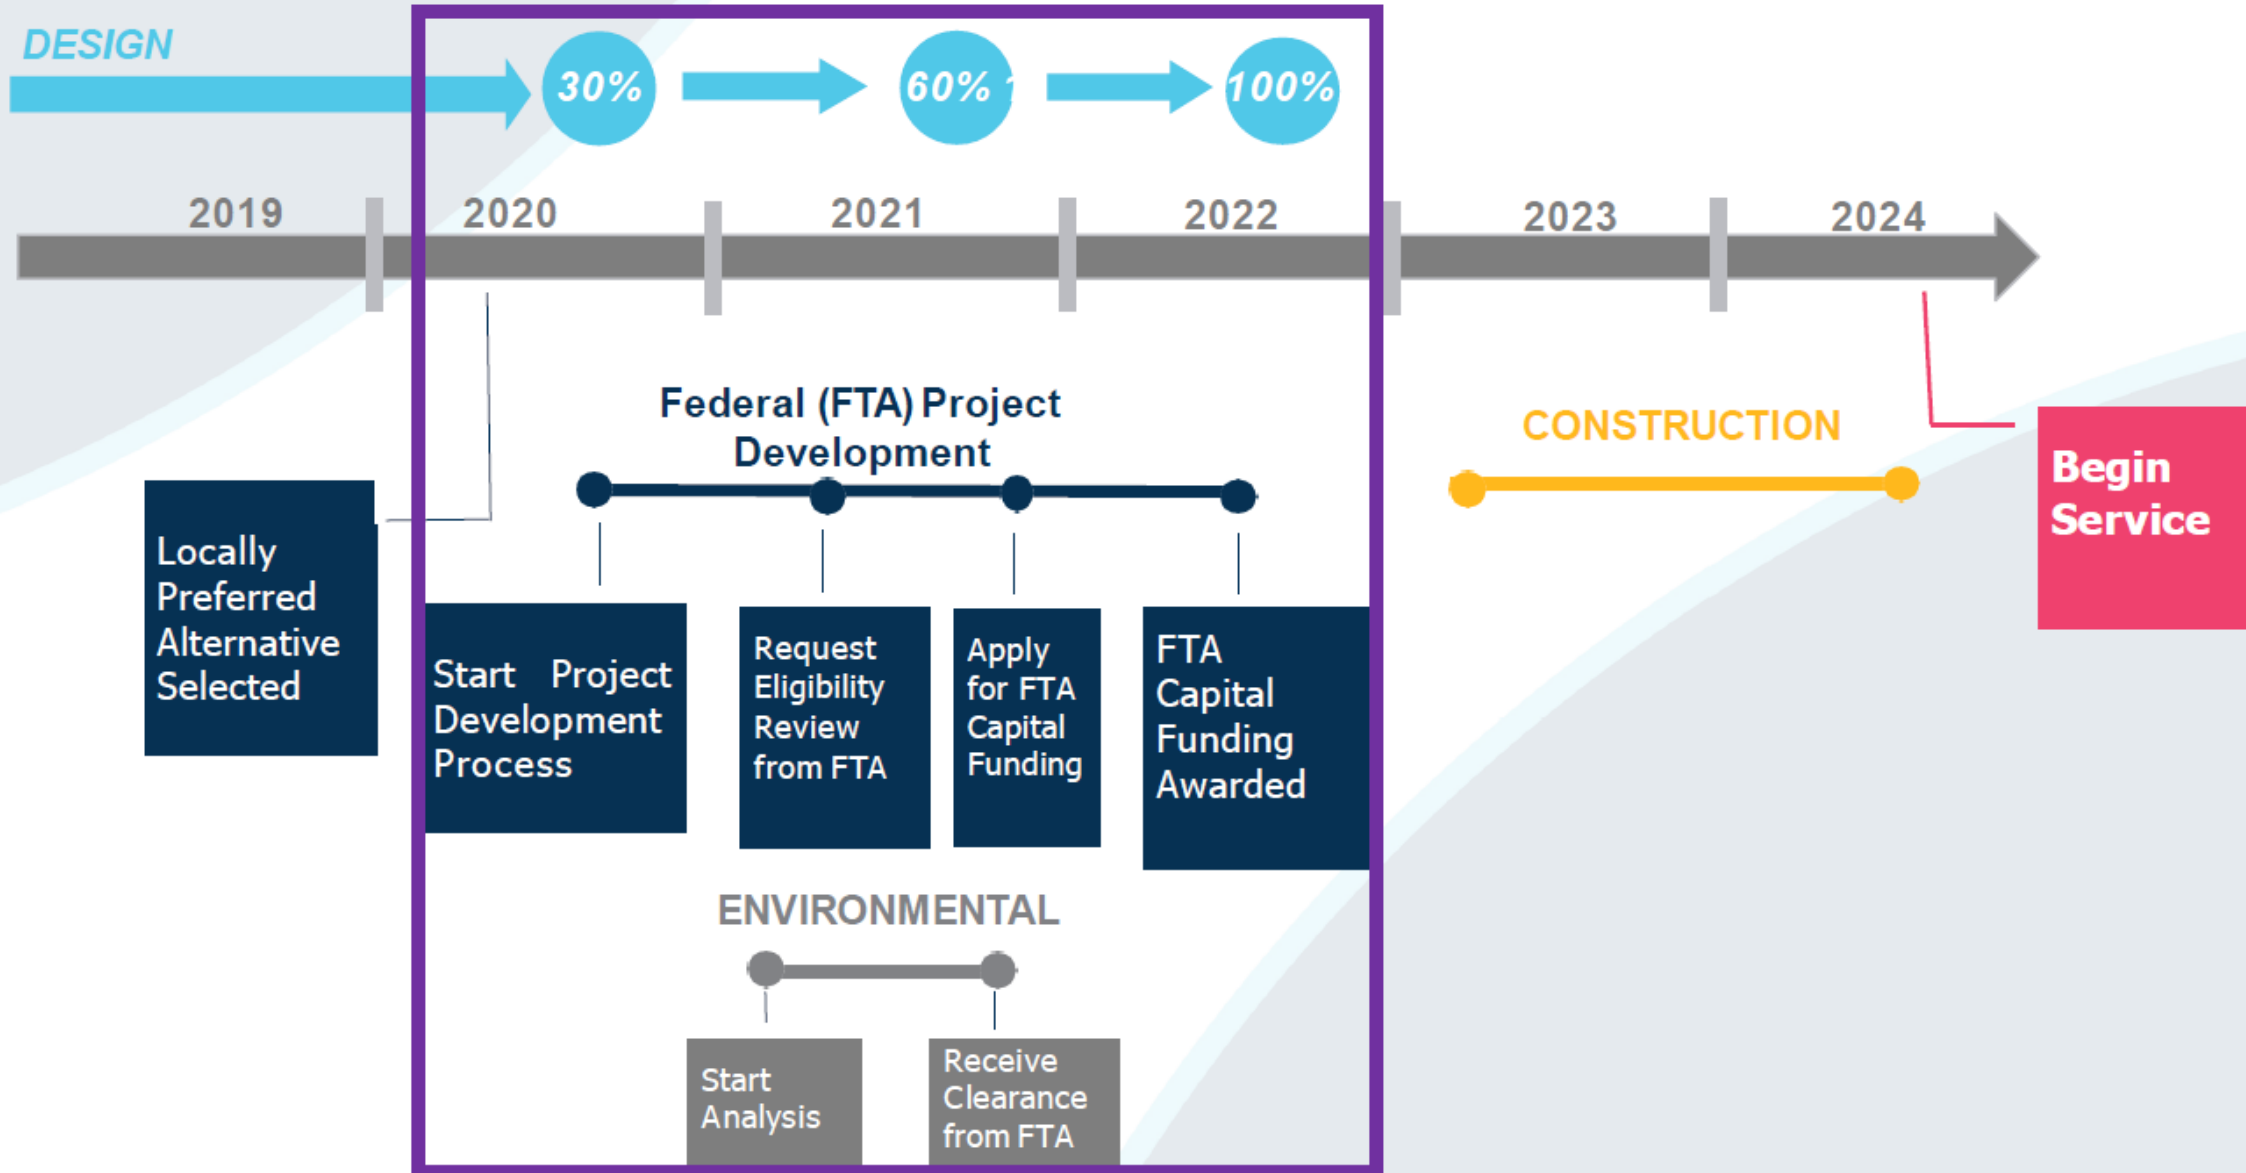 DESIGN
30%
60%
100%
2019
2020
2021
2022
2023
2024
Federal (FTA) Project
Development
CONSTRUCTION
Begin
Service
Locally
Preferred
Alternative
Selected
Start Project
Development
Process
Request
Eligibility
Review
from FTA
Apply
for FTA
Capital
Funding
FTA
Capital
Funding
Awarded
ENVIRONMENTAL
Start
Analysis
Receive
Clearance
from FTA